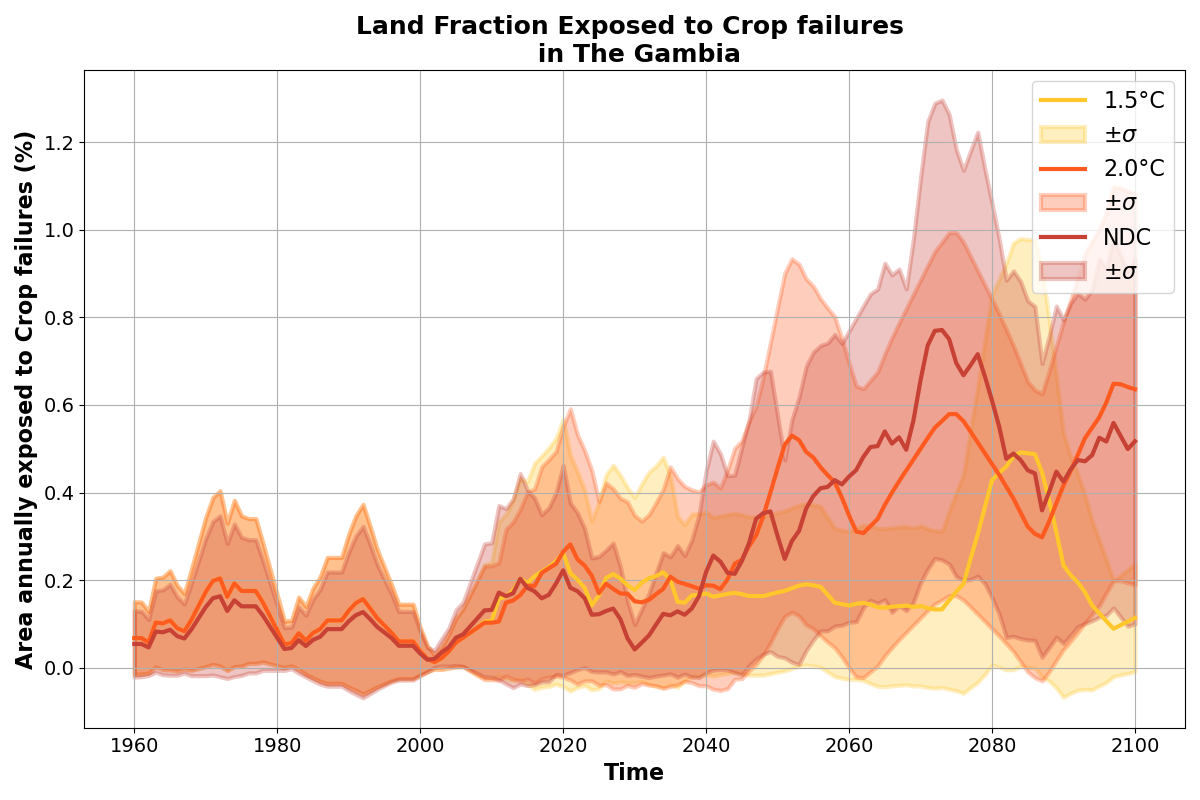 Land Fraction Exposed to Crop failures
in The Gambia
Area annually exposed to Crop failures (%)
1.2
1.0
0.8
0.6
0.4
0.2
0.0
1.5°C
±σ
2.0°C
±σ
NDC
±σ
1960
1980
2000
2020
2040
2060
2080
2100
Time